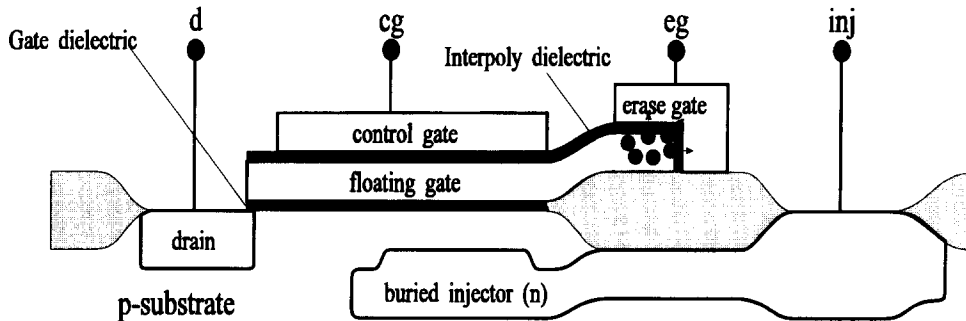 d
cg
eg
inj
Gate dielectric
Interpoly dielectric
erase gate
control gate
floating gate
drain
buried injector (n)
p-substrate